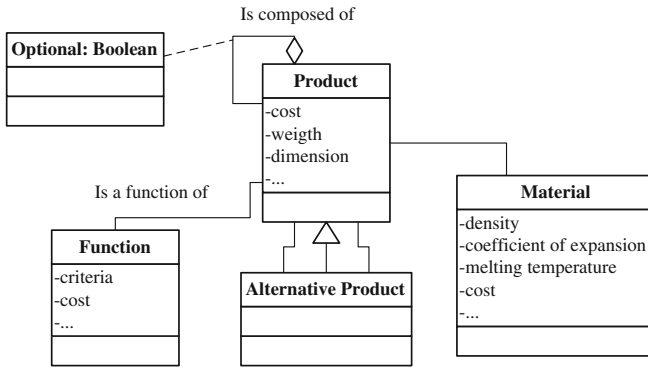 Is composed of
Optional: Boolean
Product
-cost
-weigth
-dimension
-...
Is a function of
Function
-criteria
-cost
-...
Alternative Product
Material
-density
-coefficient of expansion
-melting temperature
-cost
-...